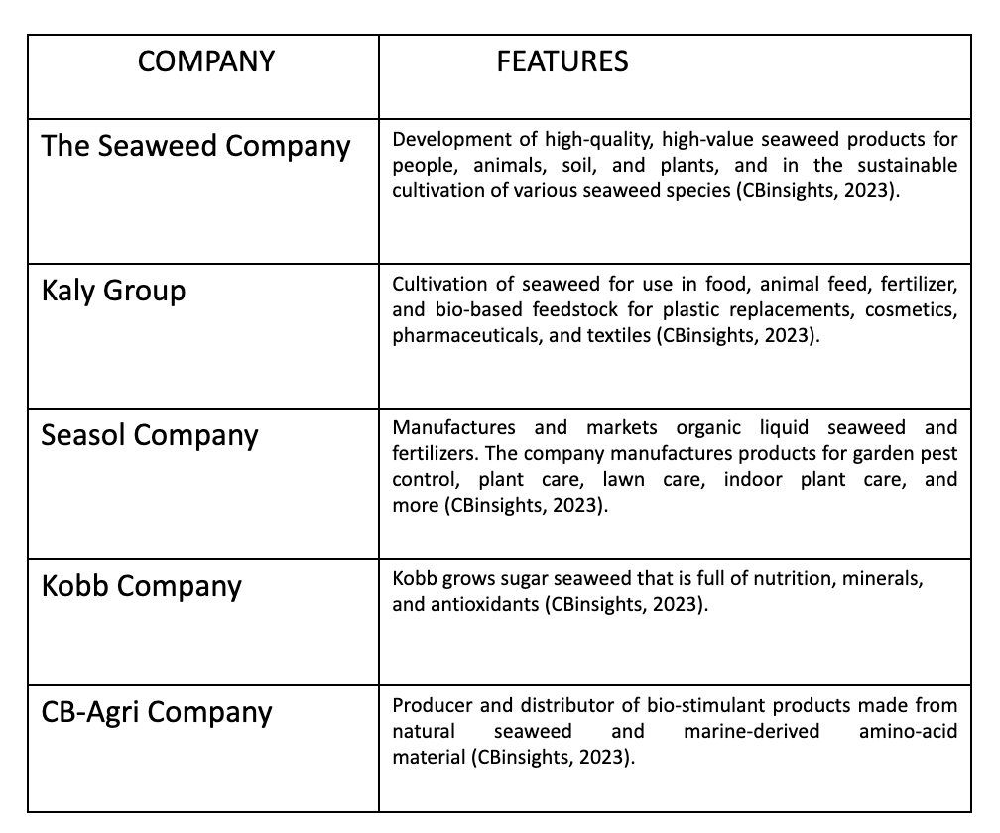 COMPANY
FEATURES
The Seaweed Company
Development of high-quality, high-value seaweed products for
people, animals, soil, and plants, and in the sustainable
cultivation of various seaweed species (CBinsights, 2023).
Kaly Group
Cultivation of seaweed for use in food, animal feed, fertilizer,
and bio-based feedstock for plastic replacements, cosmetics,
pharmaceuticals, and textiles (CBinsights, 2023).
Seasol Company
Manufactures and markets organic liquid seaweed and
fertilizers. The company manufactures products for garden pest
control, plant care, lawn care, indoor plant care, and
more (CBinsights, 2023).
Kobb Company
Kobb grows sugar seaweed that is full of nutrition, minerals,
and antioxidants (CBinsights, 2023).
CB-Agri Company
Producer and distributor of bio-stimulant products made from
natural seaweed and marine-derived amino-acid
material (CBinsights, 2023).